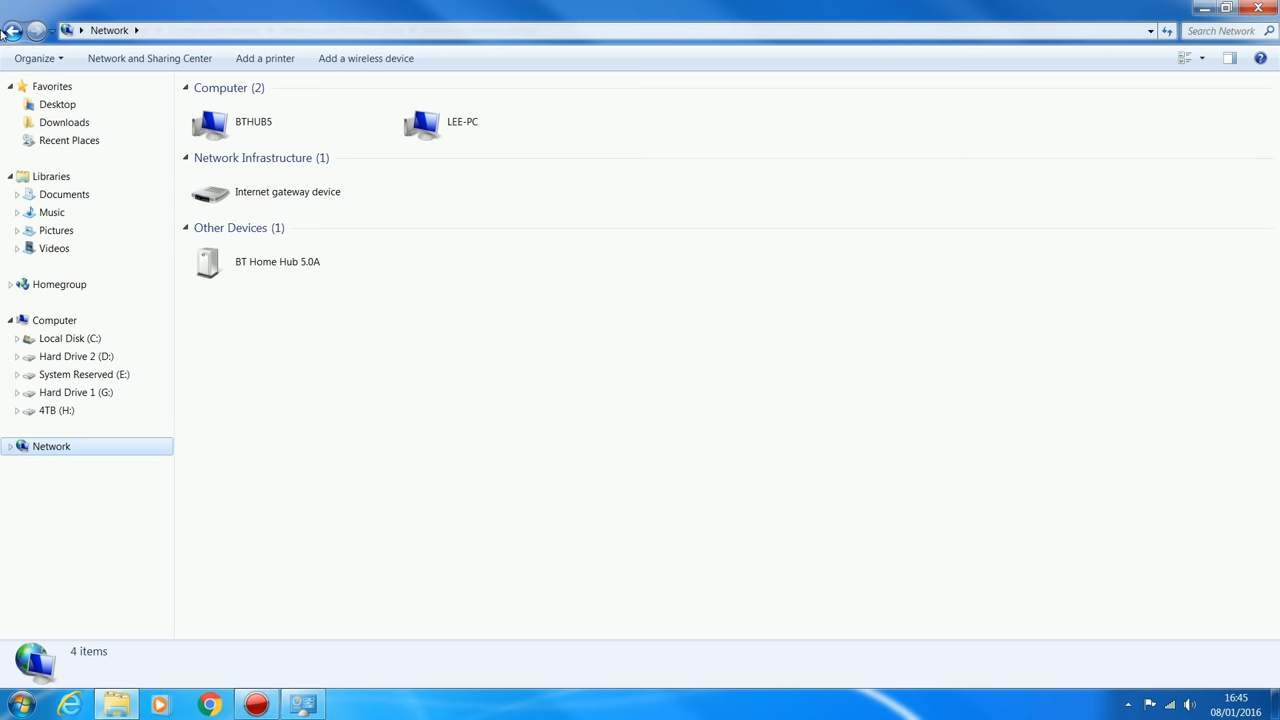 Network
Search Network
Organize
Network and Sharing Center
Add a printer
Add a wireless device
Favorites
Desktop
Downloads
Recent Places
Libraries
Documents
Music
Pictures
Videos
Homegroup
Computer
Local Disk (C:)
Hard Drive 2 (D:)
System Reserved (E:)
Hard Drive 1 (G:)
4TB (H:)
Network
Computer (2)
BTHUB5
LEE-PC
Network Infrastructure (1)
Internet gateway device
Other Devices (1)
BT Home Hub 5.0A
4 items
16:45
08/01/2016